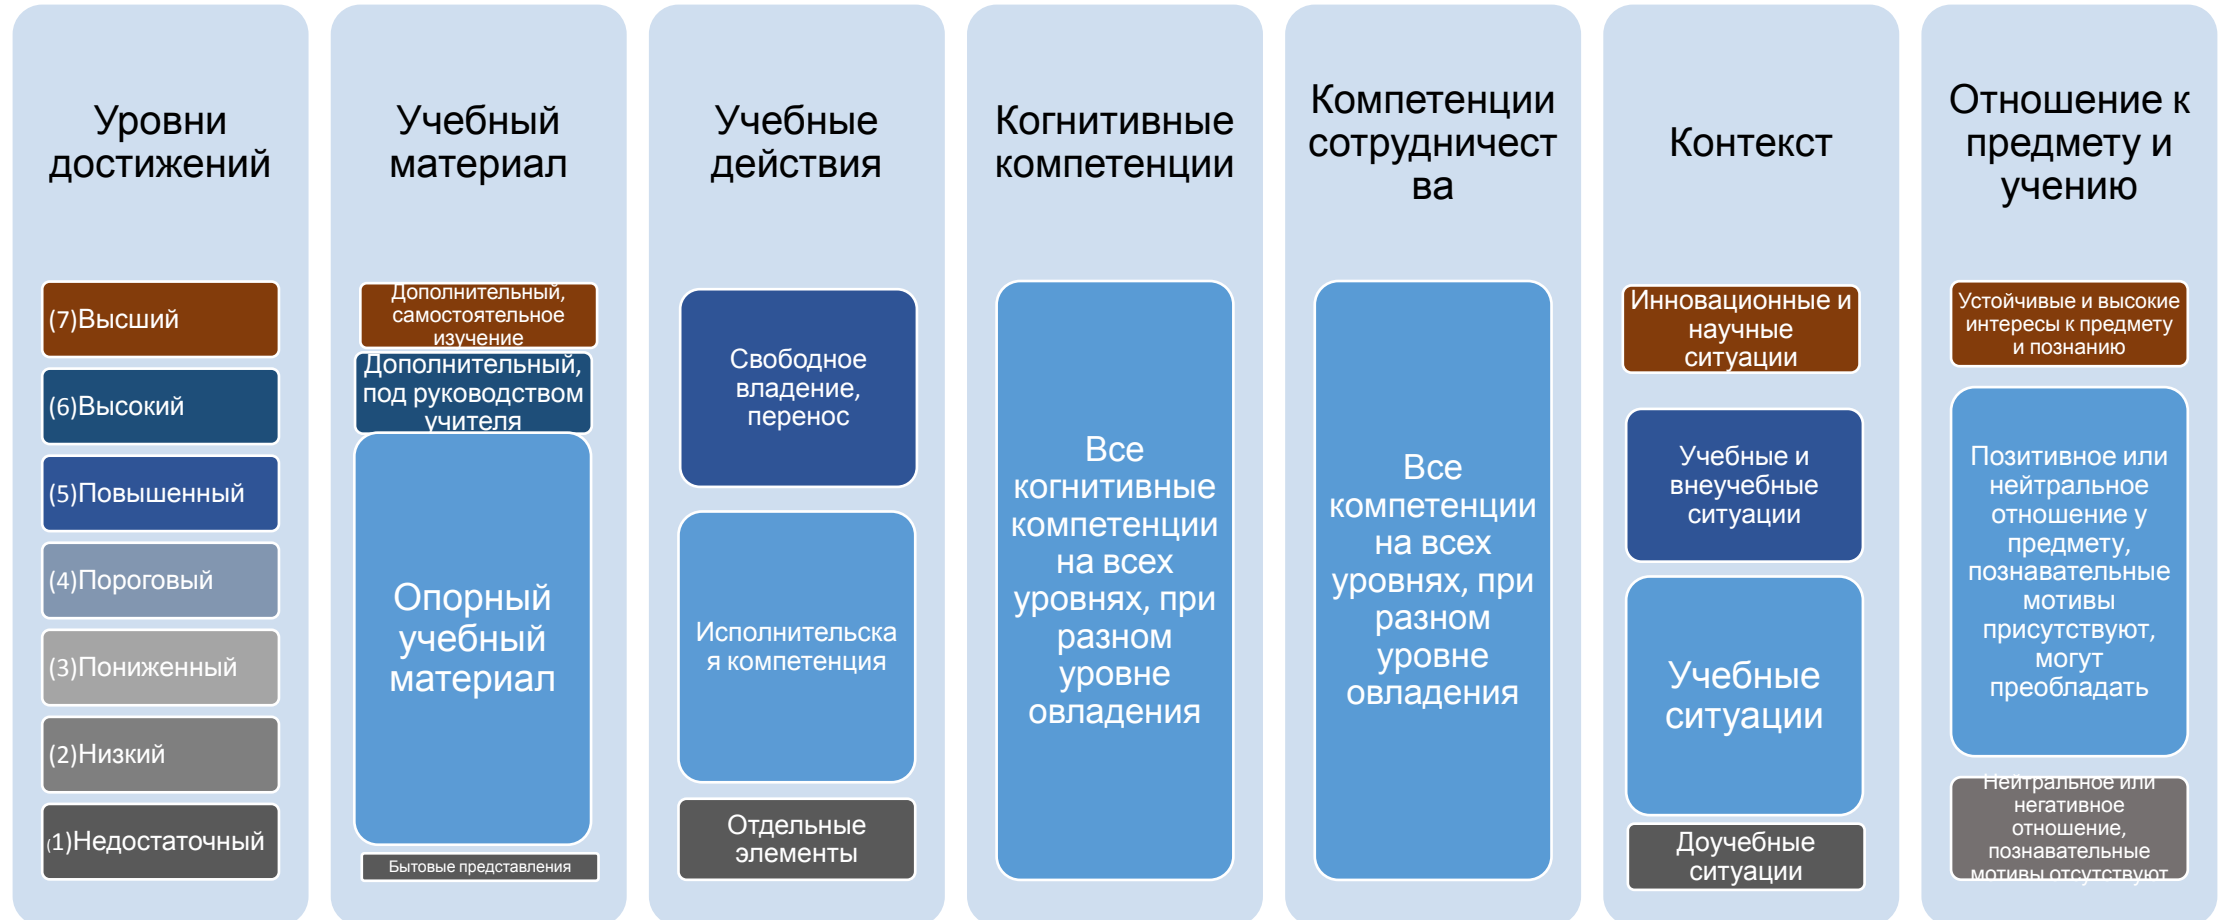 Уровни
достижений
(7)Высший
(6)Высокий
(5)Повышенный
(4)Пороговый
(3)Пониженный
(2)Низкий
(1)Недостаточный
Учебный
материал
Дополнительный,
самостоятельное
изучение
Дополнительный,
под руководством
учителя
Опорный
учебный
материал
Бытовые представления
Учебные
действия
Свободное
владение,
перенос
Исполнительска
я компетенция
Отдельные
элементы
Когнитивные
компетенции
Все
когнитивные
компетенции
на всех
уровнях, при
разном
уровне
овладения
Компетенции
сотрудничест
ва
Все
компетенции
на всех
уровнях, при
разном
уровне
овладения
Контекст
Инновационные и
научные
ситуации
Учебные и
внеучебные
ситуации
Учебные
ситуации
Доучебные
ситуации
Отношение к
предмету и
учению
Устойчивые и высокие
интересы к предмету
и познанию
Позитивное или
нейтральное
отношение у
предмету,
познавательные
мотивы
присутствуют,
могут
преобладать
Нейтральное или
негативное
отношение,
познавательные
мотивы отсутствуют